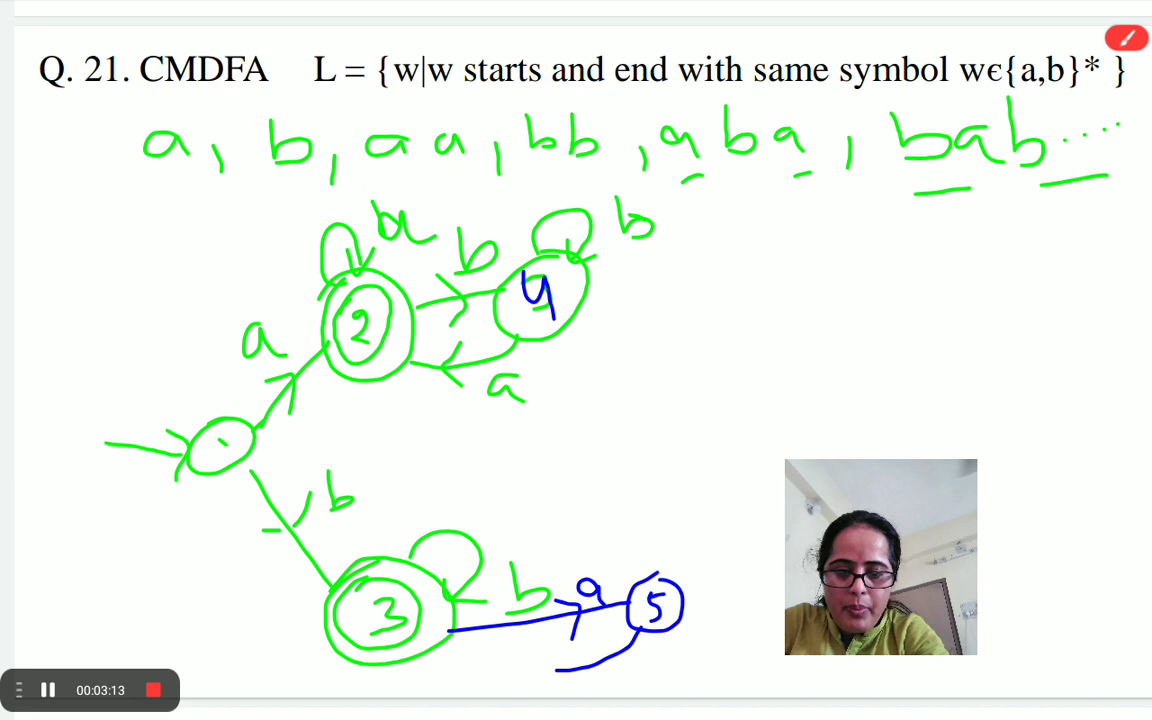 Q. 21. CMDFA L = {w|w starts and end with same symbol wϵ{a,b}* }
a, b, aa, bb, aba, bab....
a b b
2 4
a a
1
b
3 b a 5
00:03:13